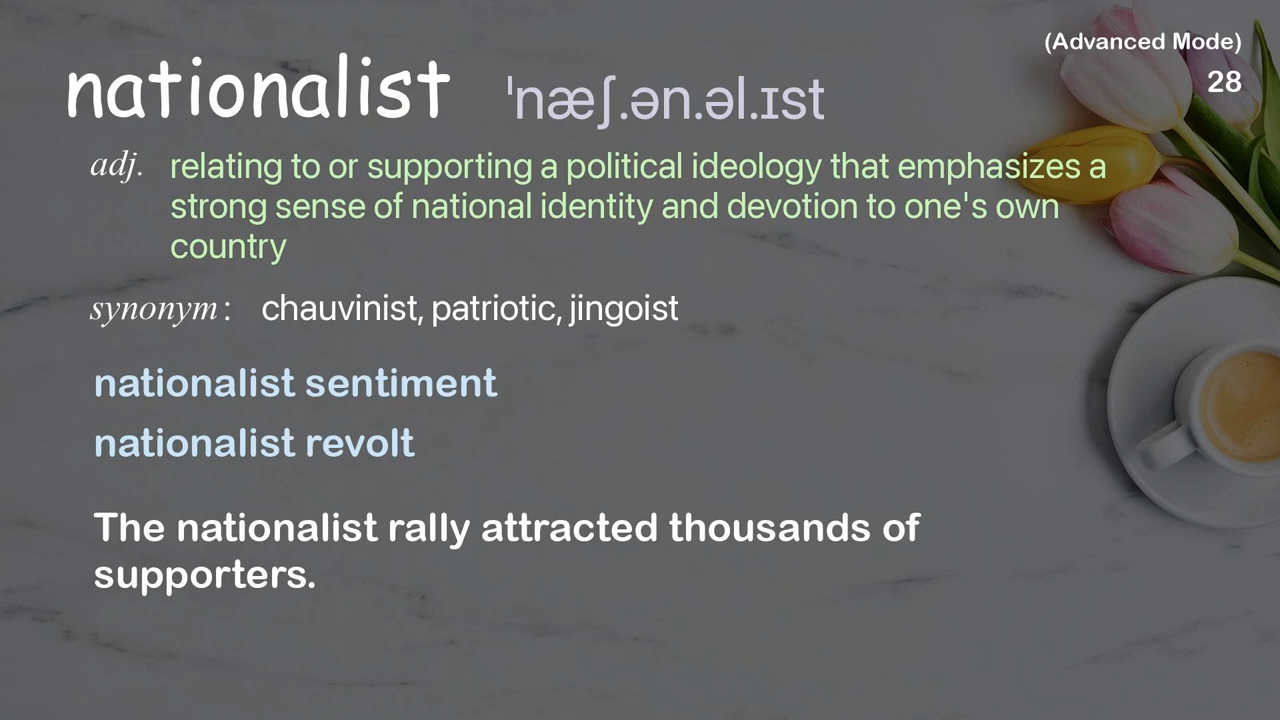 (Advanced Mode)
28
nationalist ˈnæʃ.ən.əl.ɪst
adj. relating to or supporting a political ideology that emphasizes a
strong sense of national identity and devotion to one's own
country
synonym: chauvinist, patriotic, jingoist
nationalist sentiment
nationalist revolt
The nationalist rally attracted thousands of
supporters.